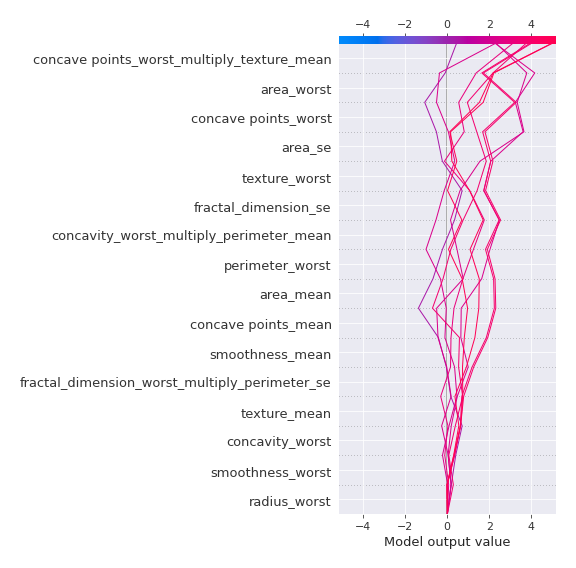 −4 −2 0 2 4
concave points_worst_multiply_texture_mean
area_worst
concave points_worst
area_se
texture_worst
fractal_dimension_se
concavity_worst_multiply_perimeter_mean
perimeter_worst
area_mean
concave points_mean
smoothness_mean
fractal_dimension_worst_multiply_perimeter_se
texture_mean
concavity_worst
smoothness_worst
radius_worst
−4 −2 0 2 4
Model output value